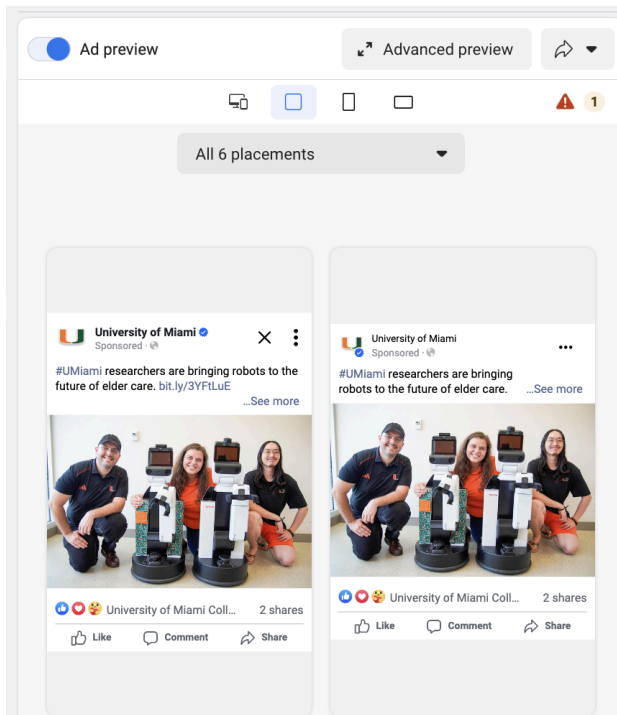 Ad preview
Advanced preview
1
All 6 placements
University of Miami
Sponsored ·
#UMiami researchers are bringing robots to the
future of elder care. bit.ly/3YFtLuE
...See more
University of Miami Coll... 2 shares
Like Comment Share
University of Miami
Sponsored ·
#UMiami researchers are bringing
robots to the future of elder care. ...See more
University of Miami Coll... 2 shares
Like Comment Share